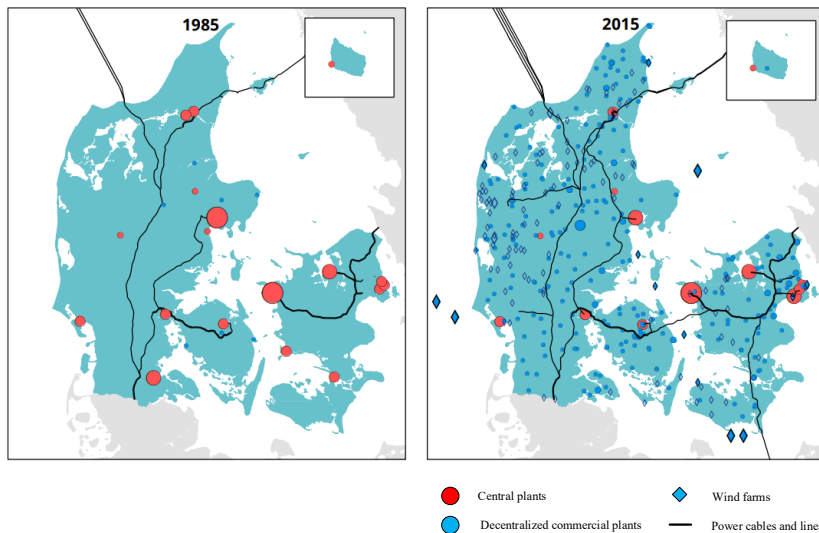 1985
2015
Central plants
Wind farms
Decentralized commercial plants
Power cables and line